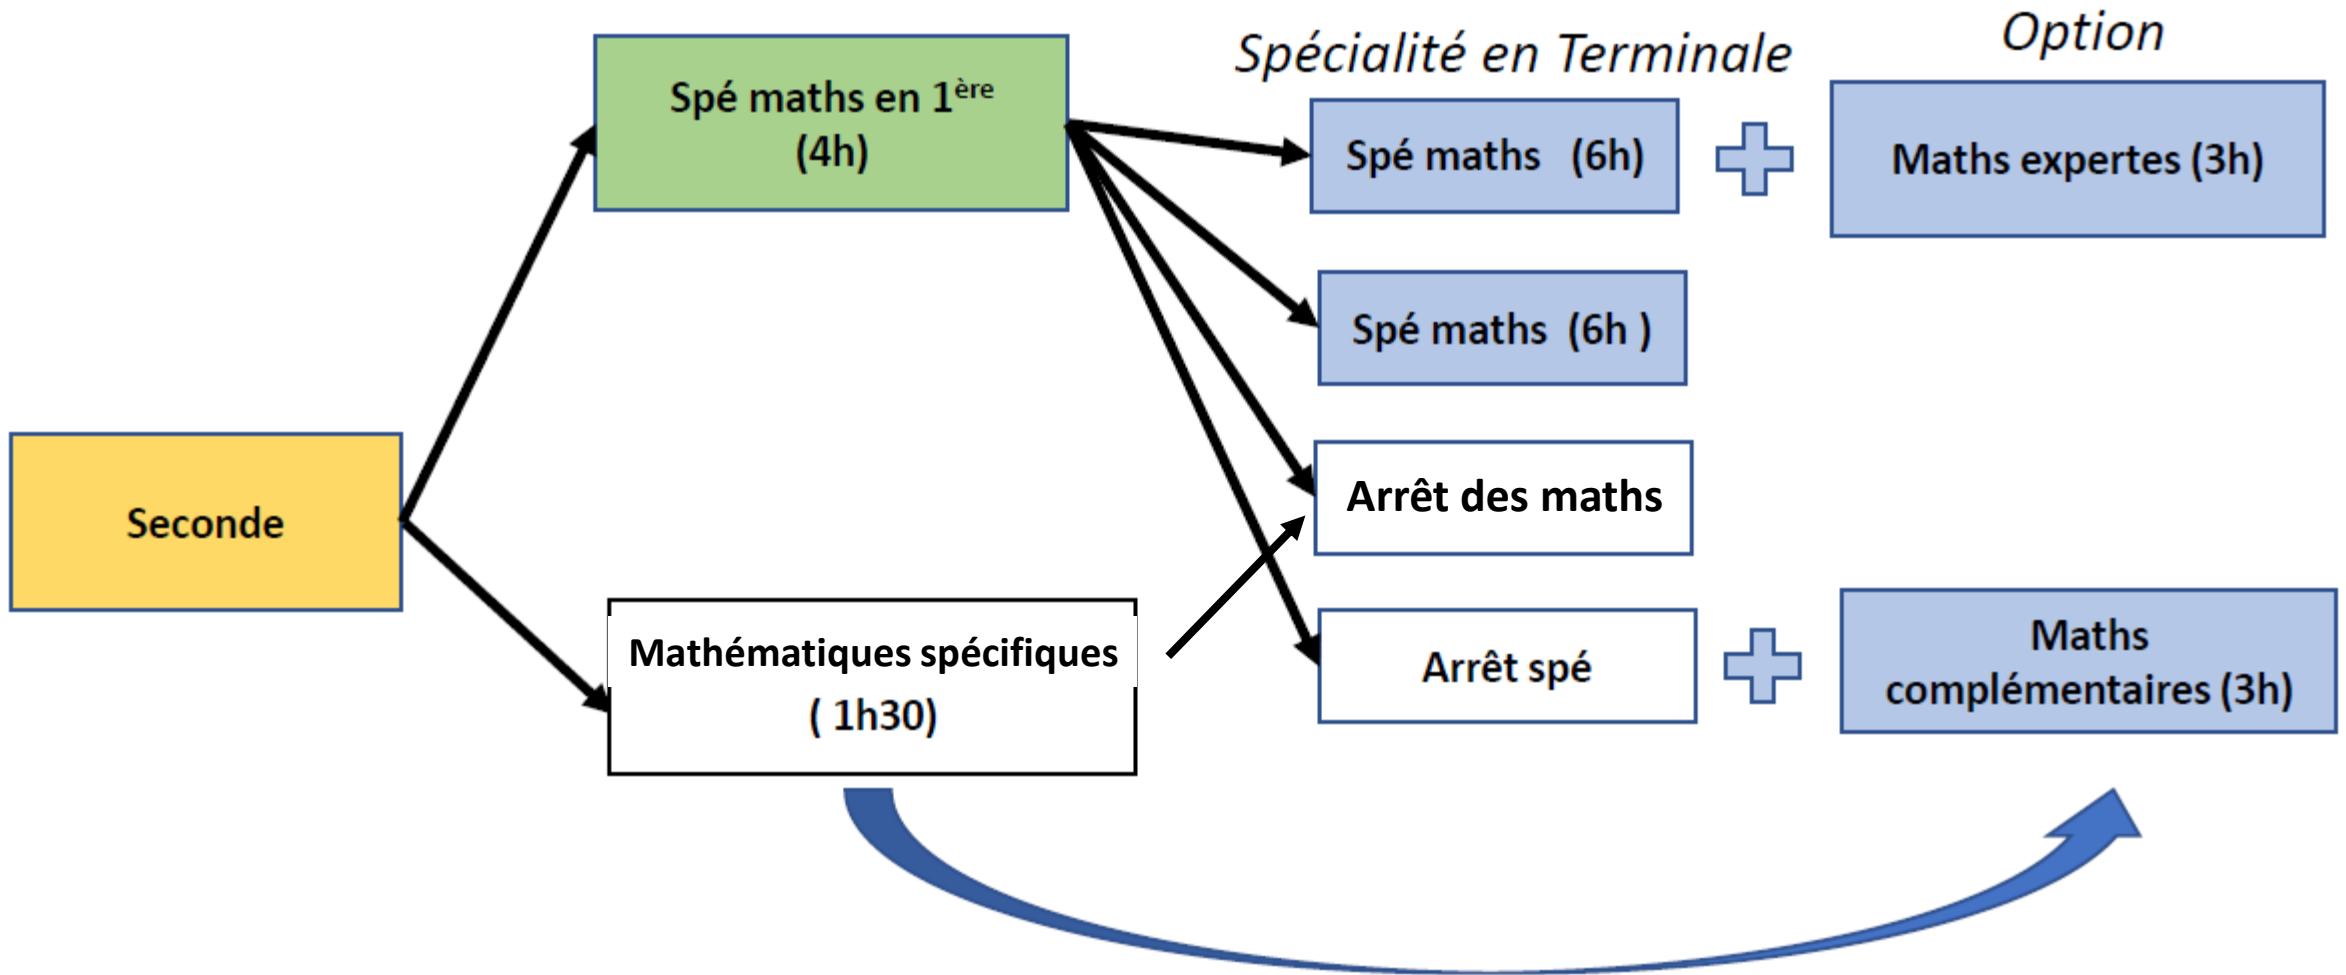 Spécialité en Terminale
Option
Spé maths en 1ère
(4h)
Spé maths (6h)
Maths expertes (3h)
Spé maths (6h )
Seconde
Arrêt des maths
Mathématiques spécifiques
( 1h30)
Arrêt spé
Maths
complémentaires (3h)